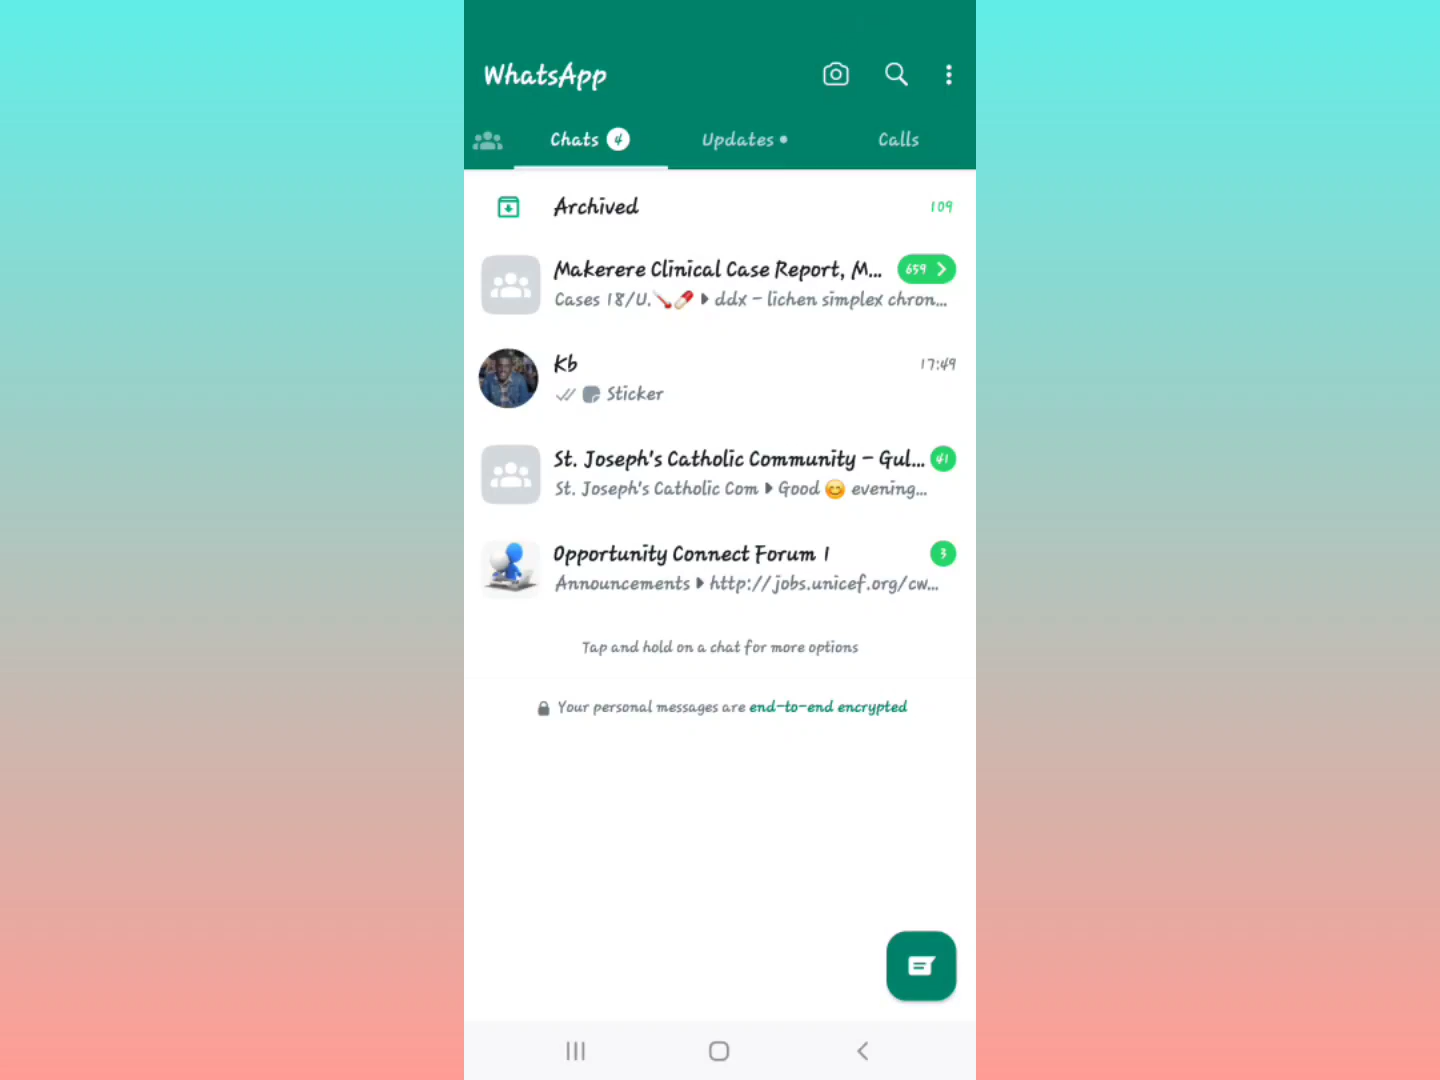 WhatsApp
Chats 4
Updates
Calls
Archived 109
Makerere Clinical Case Report, M... 659
Cases 18/U. ddx - lichen simplex chron...
Kb 17:49
Sticker
St. Joseph's Catholic Community - Gul... 41
St. Joseph's Catholic Com Good 😊 evening...
Opportunity Connect Forum 1 3
Announcements http://jobs.unicef.org/cw...
Tap and hold on a chat for more options
Your personal messages are end-to-end encrypted